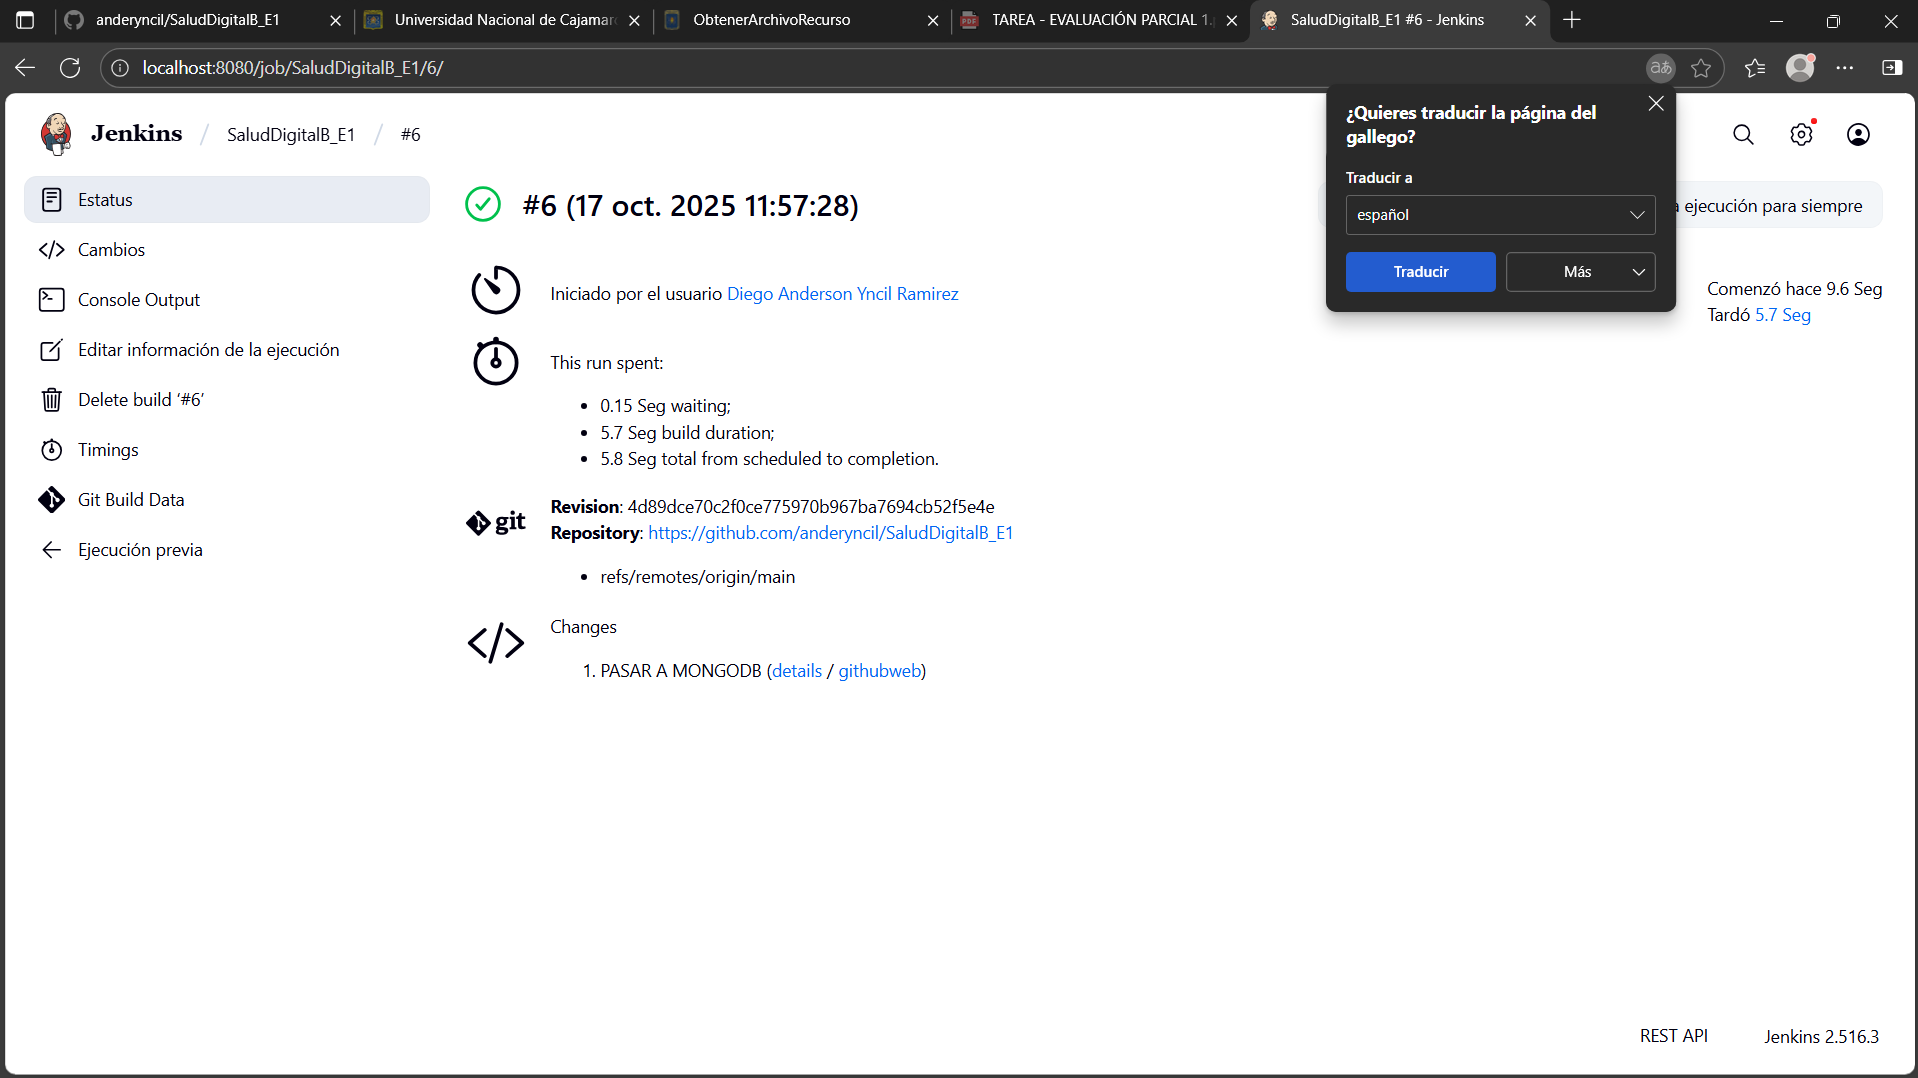 anderyncil/SaludDigitalB_E1
Universidad Nacional de Cajamar
ObtenerArchivoRecurso
TAREA - EVALUACIÓN PARCIAL 1.
SaludDigitalB_E1 #6 - Jenkins
localhost:8080/job/SaludDigitalB_E1/6/
¿Quieres traducir la página del
gallego?
Traducir a
español
Traducir
Más
Jenkins / SaludDigitalB_E1 / #6
Estatus
Cambios
Console Output
Editar información de la ejecución
Delete build ‘#6’
Timings
Git Build Data
Ejecución previa
#6 (17 oct. 2025 11:57:28)
ejecución para siempre
Comenzó hace 9.6 Seg
Tardó 5.7 Seg
Iniciado por el usuario Diego Anderson Yncil Ramirez
This run spent:
• 0.15 Seg waiting;
• 5.7 Seg build duration;
• 5.8 Seg total from scheduled to completion.
git
Revision: 4d89dce70c2f0ce775970b967ba7694cb52f5e4e
Repository: https://github.com/anderyncil/SaludDigitalB_E1
• refs/remotes/origin/main
Changes
1. PASAR A MONGODB (details / githubweb)
REST API
Jenkins 2.516.3